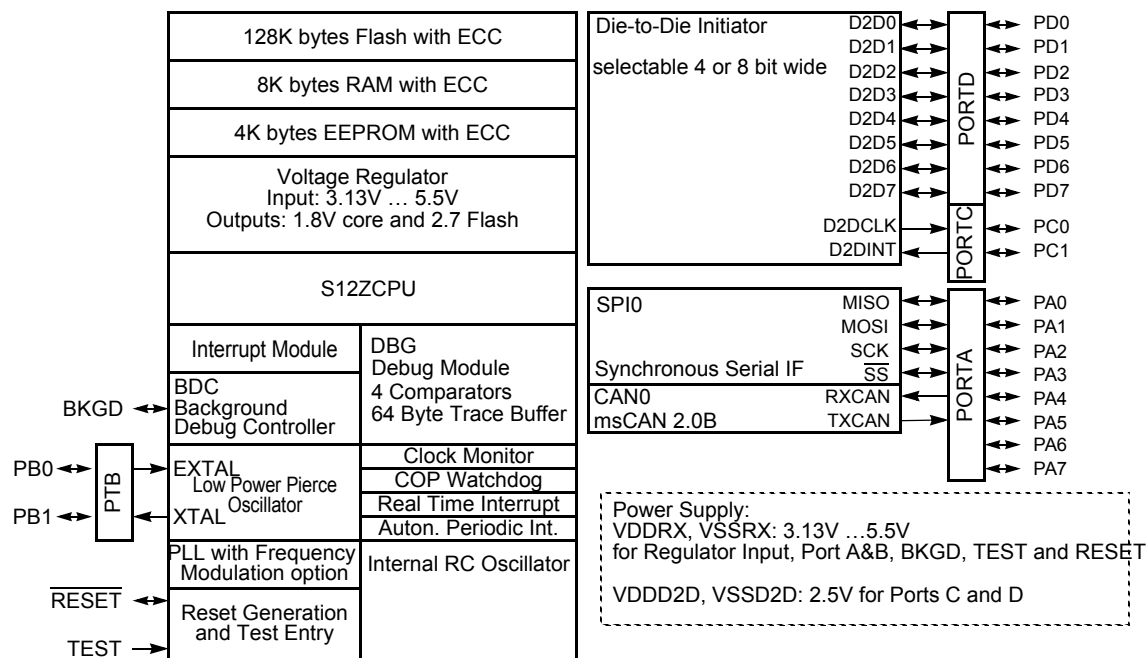 128K bytes Flash with ECC
8K bytes RAM with ECC
4K bytes EEPROM with ECC
Voltage Regulator
Input: 3.13V … 5.5V
Outputs: 1.8V core and 2.7 Flash
S12ZCPU
Interrupt Module
DBG
Debug Module
4 Comparators
64 Byte Trace Buffer
BKGD
BDC
Background
Debug Controller
PB0
PB1
PTB
EXTAL
Low Power Pierce
Oscillator
XTAL
Clock Monitor
COP Watchdog
Real Time Interrupt
Auton. Periodic Int.
PLL with Frequency
Modulation option
Internal RC Oscillator
RESET
TEST
Reset Generation
and Test Entry
Die-to-Die Initiator
selectable 4 or 8 bit wide
D2D0
D2D1
D2D2
D2D3
D2D4
D2D5
D2D6
D2D7
D2DCLK
D2DINT
PORTD
PORTC
PD0
PD1
PD2
PD3
PD4
PD5
PD6
PD7
PC0
PC1
SPI0
Synchronous Serial IF
MISO
MOSI
SCK
SS
CAN0
msCAN 2.0B
RXCAN
TXCAN
PORTA
PA0
PA1
PA2
PA3
PA4
PA5
PA6
PA7
Power Supply:
VDDRX, VSSRX: 3.13V …5.5V
for Regulator Input, Port A&B, BKGD, TEST and RESET
VDDD2D, VSSD2D: 2.5V for Ports C and D